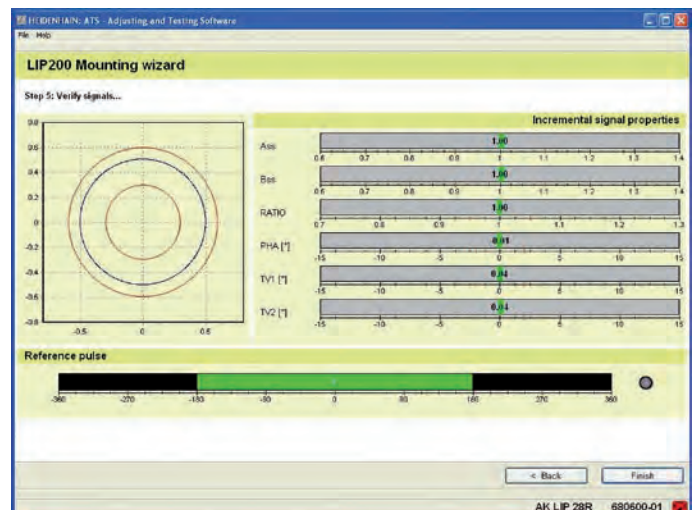 HEIDENHAIN: ATS - Adjusting and Testing Software
File Help
LIP200 Mounting wizard
Step 5: Verify signals...
Incremental signal properties
0.8
0.6
0.4
0.2
0
-0.2
-0.4
-0.6
-0.8
-0.5 0 0.5
Ass 1.00
0.6 0.7 0.8 0.9 1 1.1 1.2 1.3 1.4
Bss 1.00
0.6 0.7 0.8 0.9 1 1.1 1.2 1.3 1.4
RATIO 1.00
0.7 0.8 0.9 1 1.1 1.2 1.3
PHA [°] 0.01
-15 -10 -5 0 5 10 15
TV1 [°] 0.04
-15 -10 -5 0 5 10 15
TV2 [°] 0.04
-15 -10 -5 0 5 10 15
Reference pulse
-360 -270 -180 -90 0 90 180 270 360
< Back Finish
AK LIP 28R 680600-01